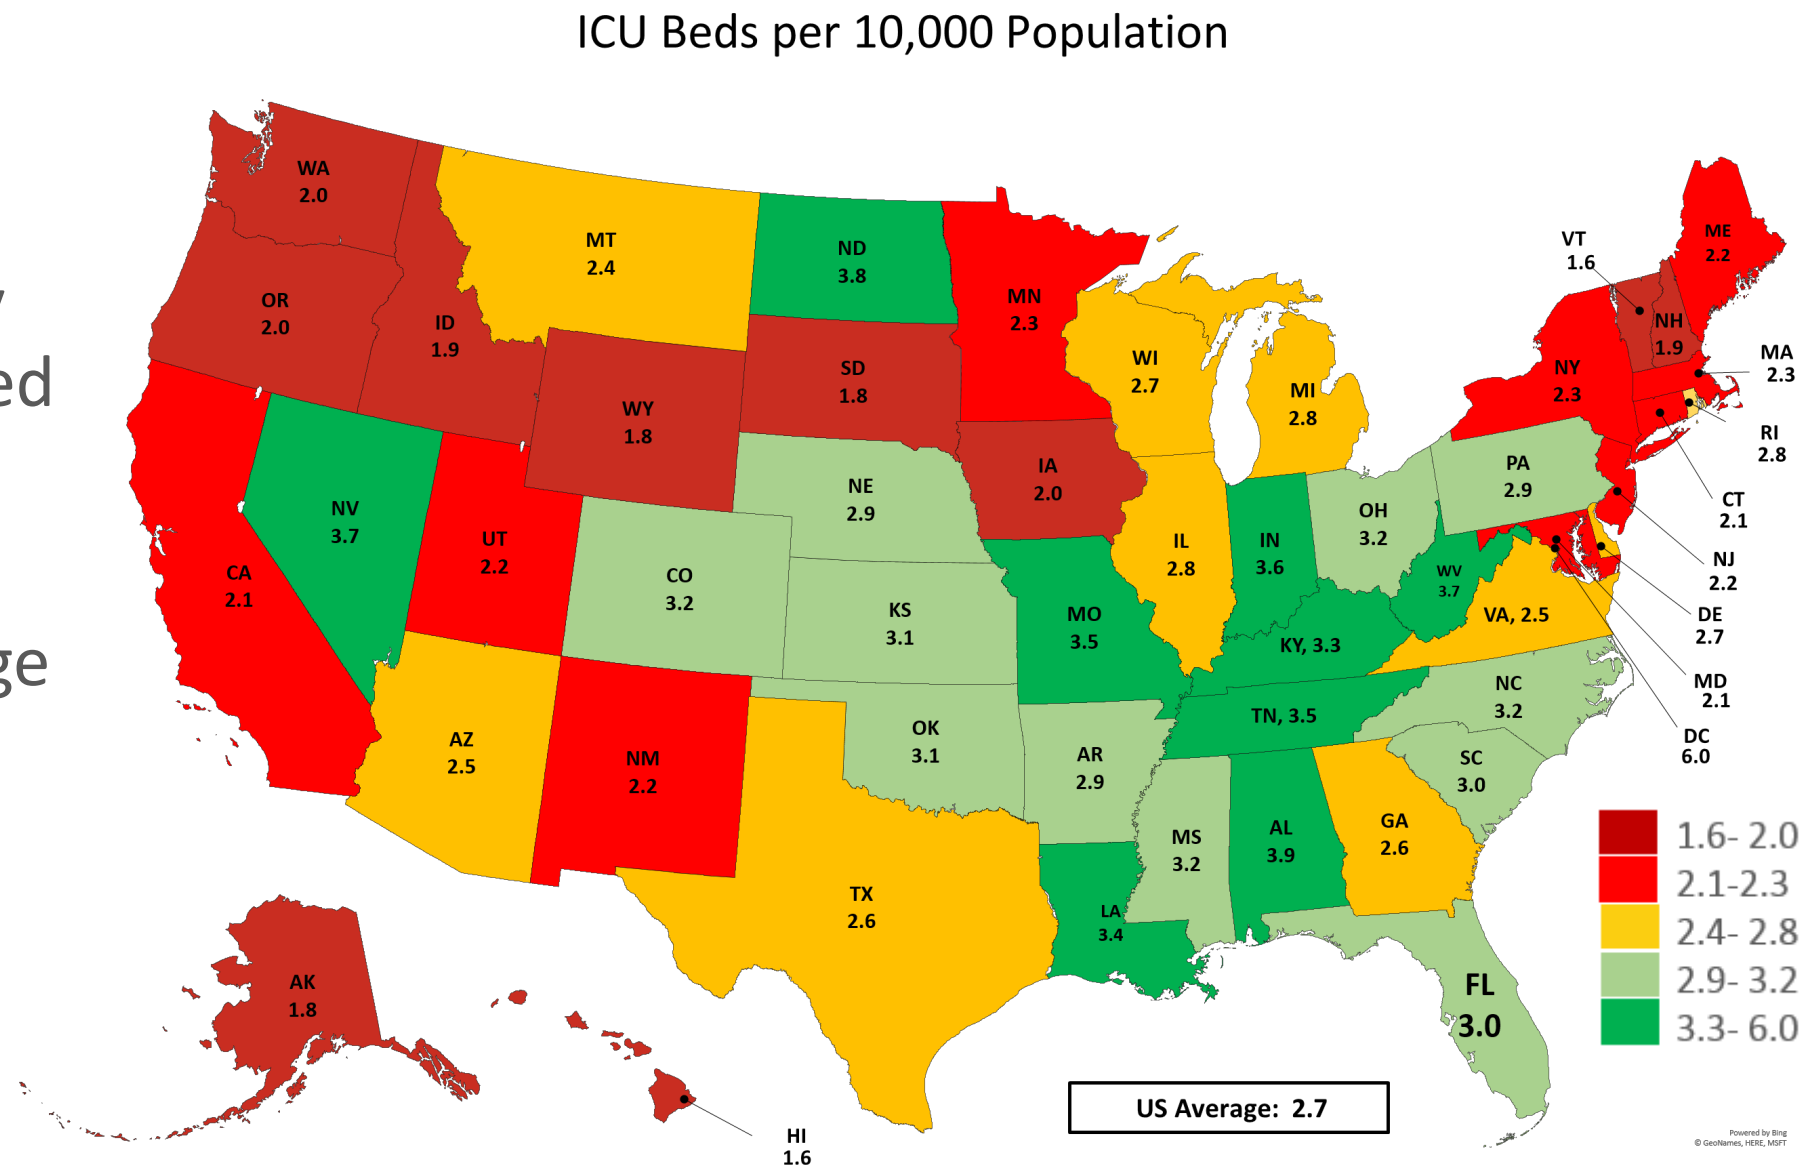 ICU Beds per 10,000 Population
WA
2.0
OR
2.0
ID
1.9
MT
2.4
ND
3.8
MN
2.3
SD
1.8
WY
1.8
WI
2.7
MI
2.8
VT
1.6
ME
2.2
NH
1.9
NY
2.3
MA
2.3
RI
2.8
CT
2.1
NJ
2.2
DE
2.7
MD
2.1
DC
6.0
ed
ge
CA
2.1
NV
3.7
UT
2.2
CO
3.2
NE
2.9
KS
3.1
IA
2.0
MO
3.5
IL
2.8
IN
3.6
OH
3.2
PA
2.9
WV
3.7
VA, 2.5
KY, 3.3
TN, 3.5
NC
3.2
SC
3.0
AZ
2.5
NM
2.2
OK
3.1
AR
2.9
TX
2.6
LA
3.4
MS
3.2
AL
3.9
GA
2.6
FL
3.0
AK
1.8
HI
1.6
1.6- 2.0
2.1-2.3
2.4- 2.8
2.9- 3.2
3.3- 6.0
US Average: 2.7
Powered by Bing
© GeoNames, HERE, MSFT